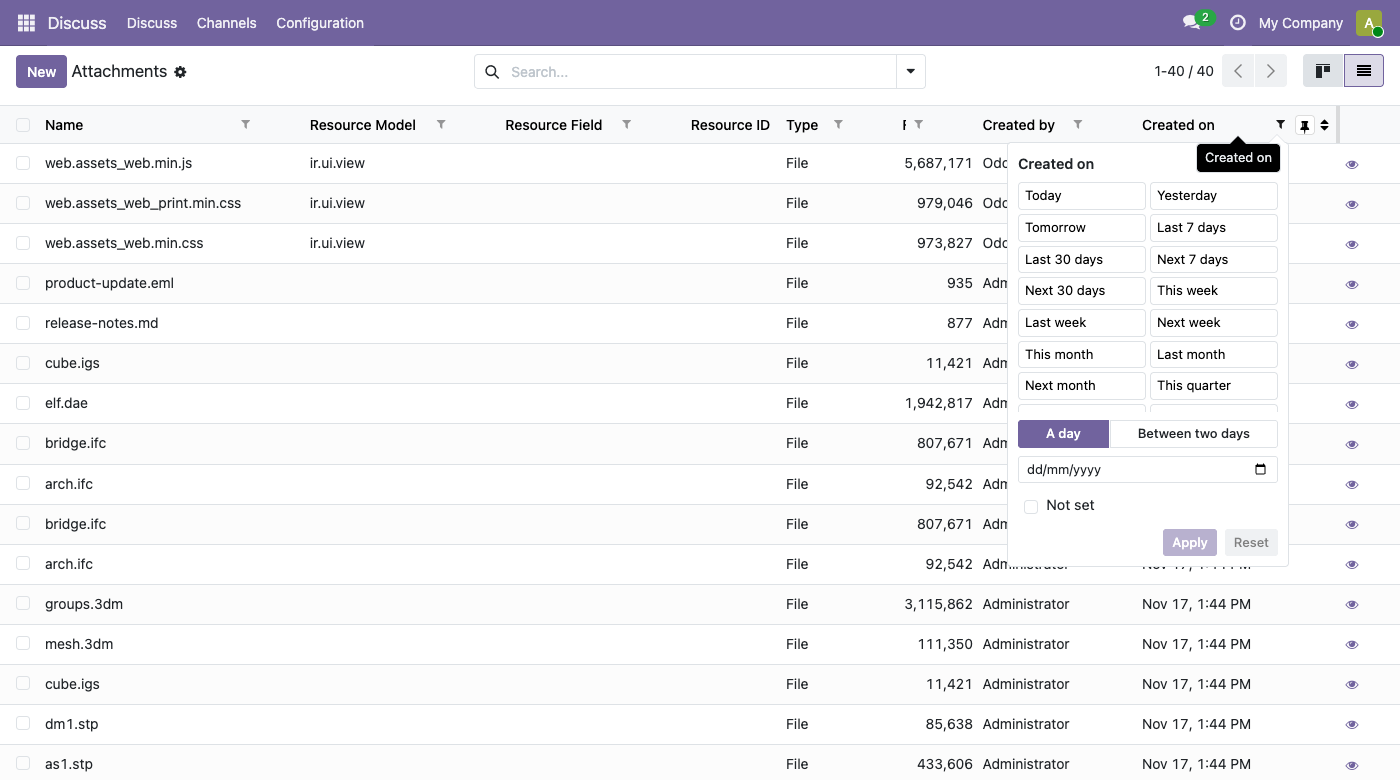 Discuss Discuss Channels Configuration 2 My Company A
New Attachments Search... 1-40 / 40
Name Resource Model Resource Field Resource ID Type Created by Created on
Created on
Created on
Today Yesterday
Tomorrow Last 7 days
Last 30 days Next 7 days
Next 30 days This week
Last week Next week
This month Last month
Next month This quarter
A day Between two days
dd/mm/yyyy
Not set
Apply Reset
web.assets_web.min.js ir.ui.view File 5,687,171
web.assets_web_print.min.css ir.ui.view File 979,046
web.assets_web.min.css ir.ui.view File 973,827
product-update.eml File 935
release-notes.md File 877
cube.igs File 11,421
elf.dae File 1,942,817
bridge.ifc File 807,671
arch.ifc File 92,542
bridge.ifc File 807,671
arch.ifc File 92,542 Administrator
groups.3dm File 3,115,862 Administrator Nov 17, 1:44 PM
mesh.3dm File 111,350 Administrator Nov 17, 1:44 PM
cube.igs File 11,421 Administrator Nov 17, 1:44 PM
dm1.stp File 85,638 Administrator Nov 17, 1:44 PM
as1.stp File 433,606 Administrator Nov 17, 1:44 PM